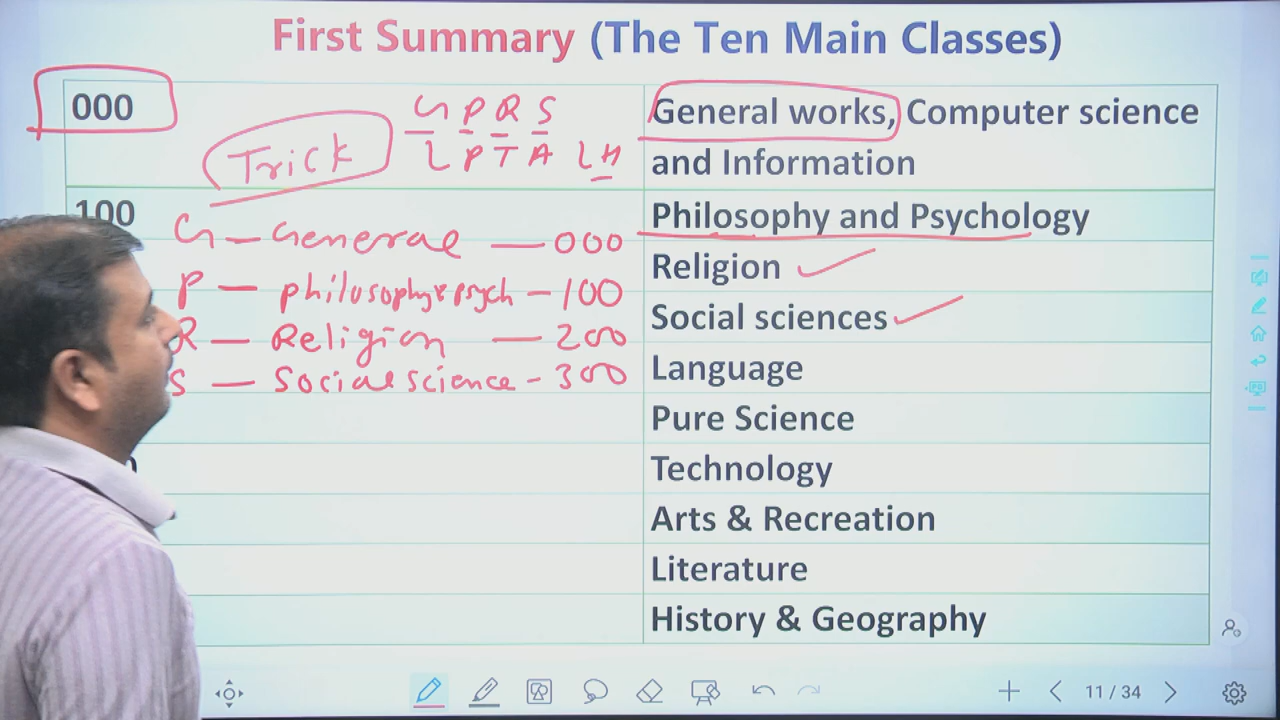 First Summary (The Ten Main Classes)
000
G P R S
General works, Computer science
and Information
Trick
L P T A L H
100
Philosophy and Psychology
G — General — 000
Religion
P — philosophy & psych — 100
Social sciences
R — Religion — 200
Language
S — Social science - 300
Pure Science
Technology
Arts & Recreation
Literature
History & Geography
11 / 34